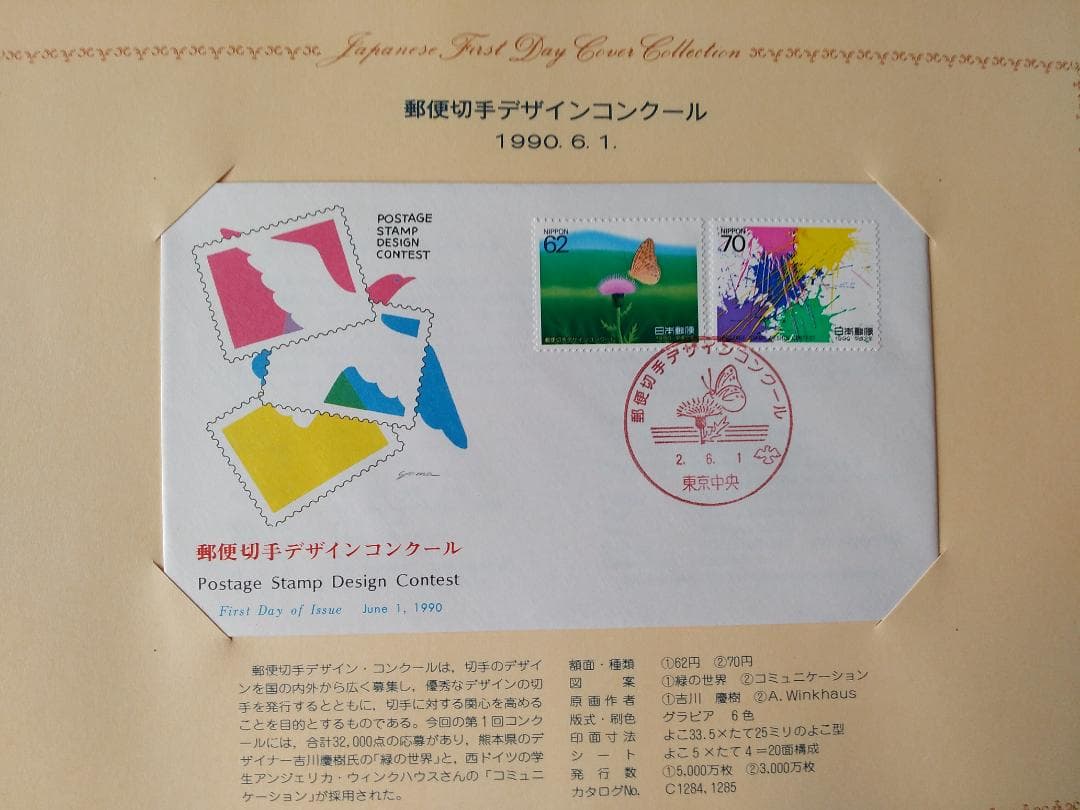 Japanese First Day Cover Collection
郵便切手デザインコンクール
1990. 6. 1.
POSTAGE
STAMP
DESIGN
CONTEST
NIPPON
62
日本郵便
郵便切手デザインコンクール
NIPPON
70
日本郵便
1990 平成2年
郵便切手デザインコンクール
2. 6. 1
東京中央
郵便切手デザインコンクール
Postage Stamp Design Contest
First Day of Issue June 1, 1990
郵便切手デザイン・コンクールは，切手のデザイ
ンを国の内外から広く募集し，優秀なデザインの切
手を発行するとともに，切手に対する関心を高める
ことを目的とするものである。今回の第1回コンク
ールには，合計32,000点の応募があり，熊本県のデ
ザイナー吉川慶樹氏の「緑の世界」と，西ドイツの学
生アンジェリカ・ウィンクハウスさんの「コミュニ
ケーション」が採用された。
額面・種類 ①62円 ②70円
図案 ①緑の世界 ②コミュニケーション
原画作者 ①吉川 慶樹 ②A. Winkhaus
版式・刷色 グラビア 6色
印面寸法 よこ33.5×たて25ミリのよこ型
シート よこ5×たて4＝20面構成
発行数 ①5,000万枚 ②3,000万枚
カタログNo. C1284, 1285